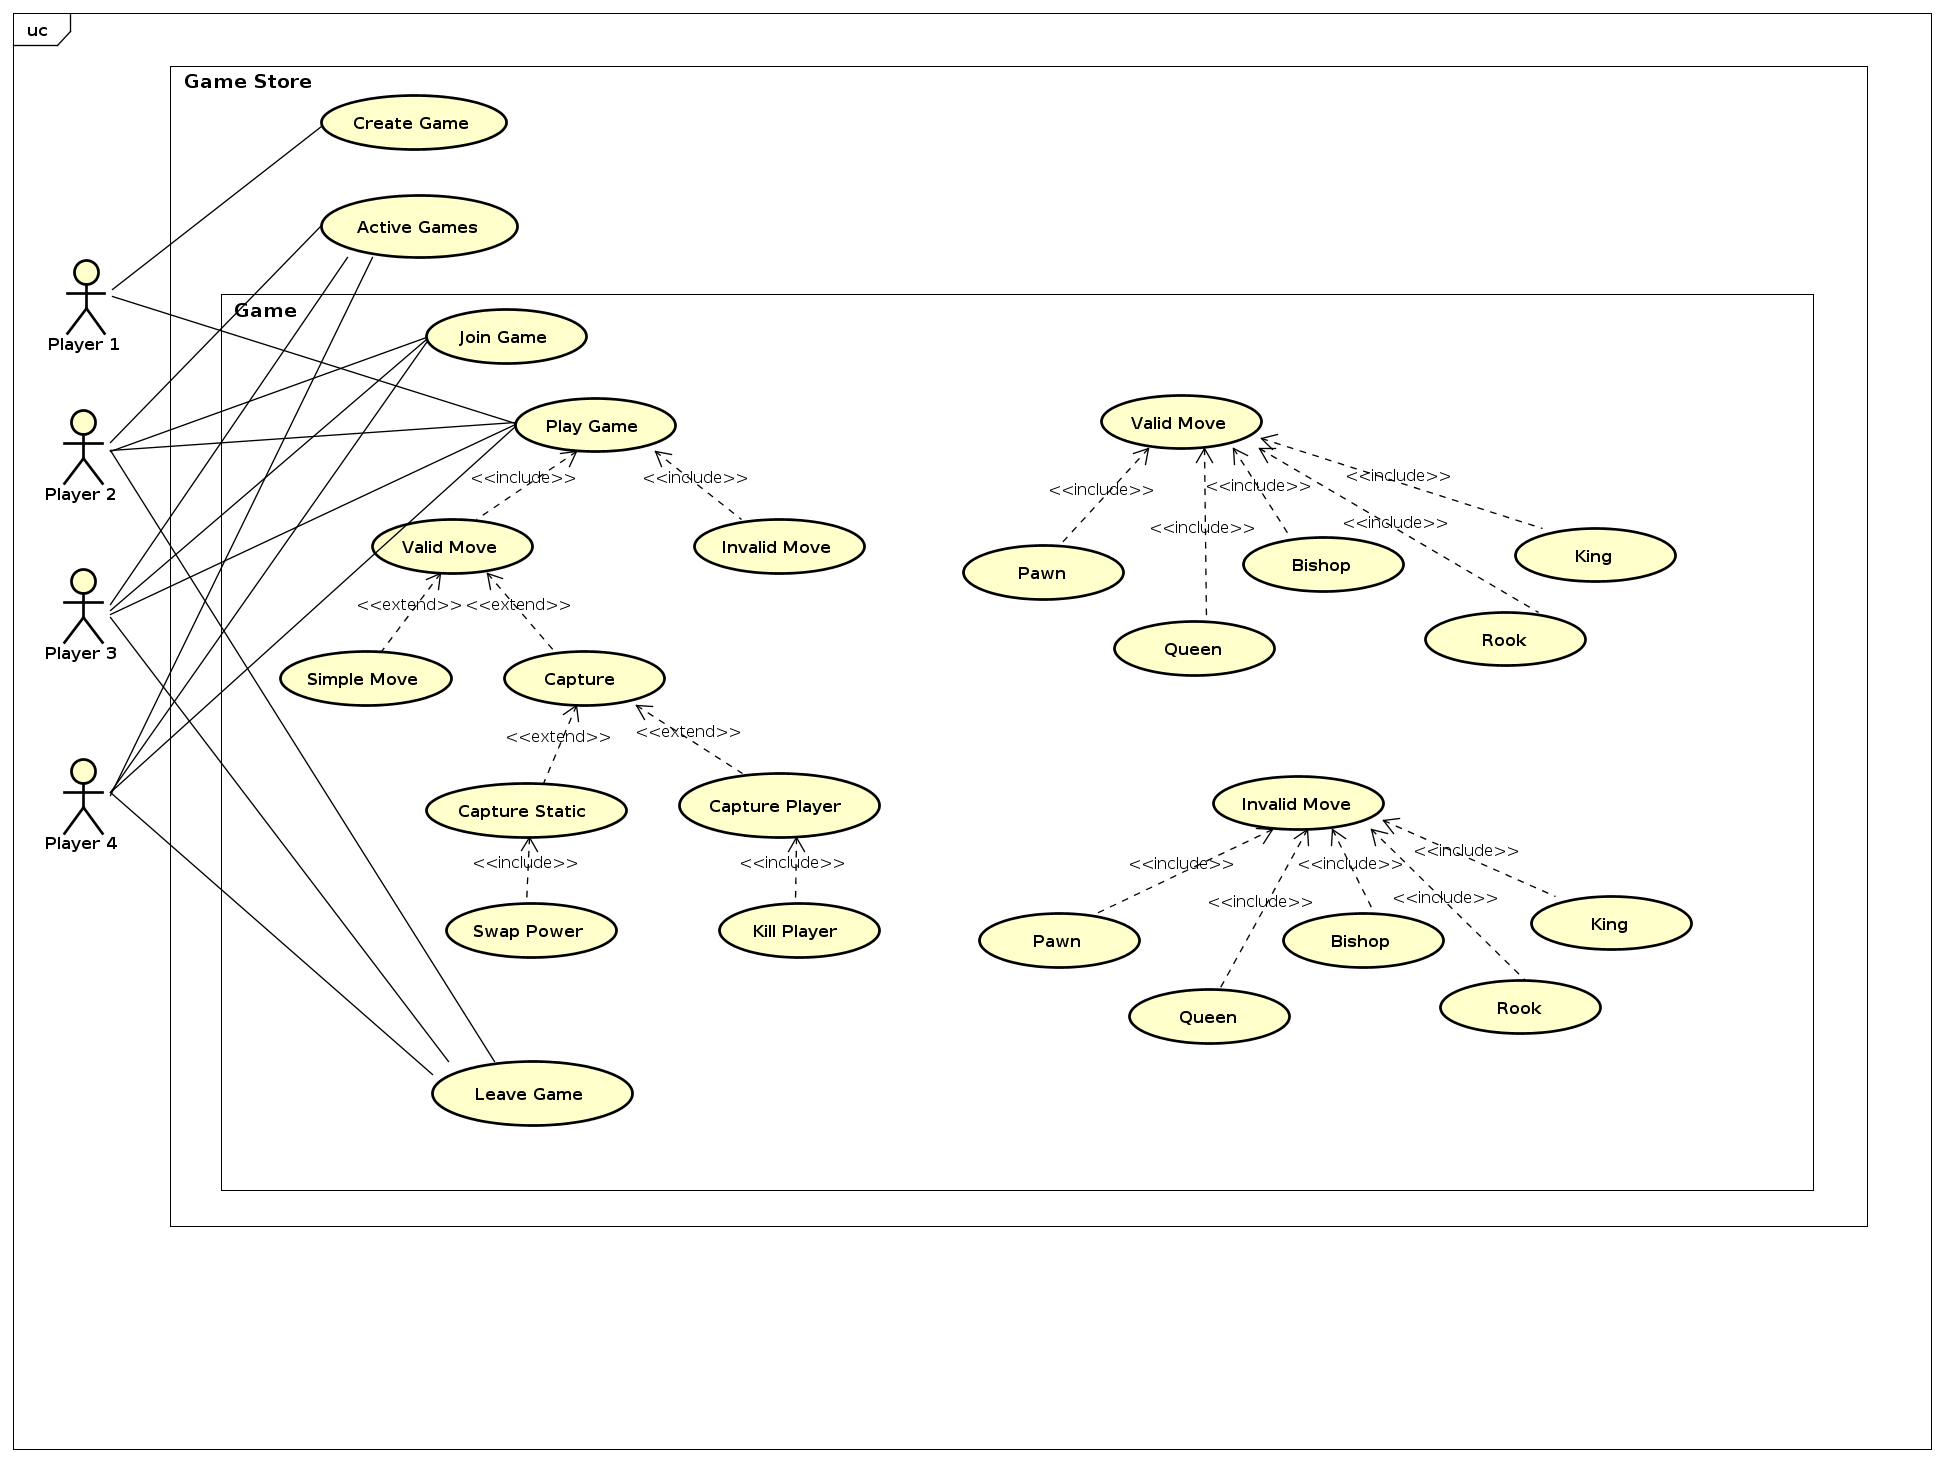 uc
Game Store
Create Game
Active Games
Player 1
Game
Join Game
Play Game
Valid Move
Player 2
<<include>>
<<include>>
<<include>>
<<include>>
<<include>>
<<include>>
<<include>>
Valid Move
Invalid Move
Pawn
Bishop
King
Queen
Rook
Player 3
<<extend>>
<<extend>>
Simple Move
Capture
<<extend>>
<<extend>>
Player 4
Capture Static
Capture Player
Invalid Move
<<include>>
<<include>>
<<include>>
<<include>>
<<include>>
<<include>>
<<include>>
Swap Power
Kill Player
Pawn
Bishop
King
Queen
Rook
Leave Game